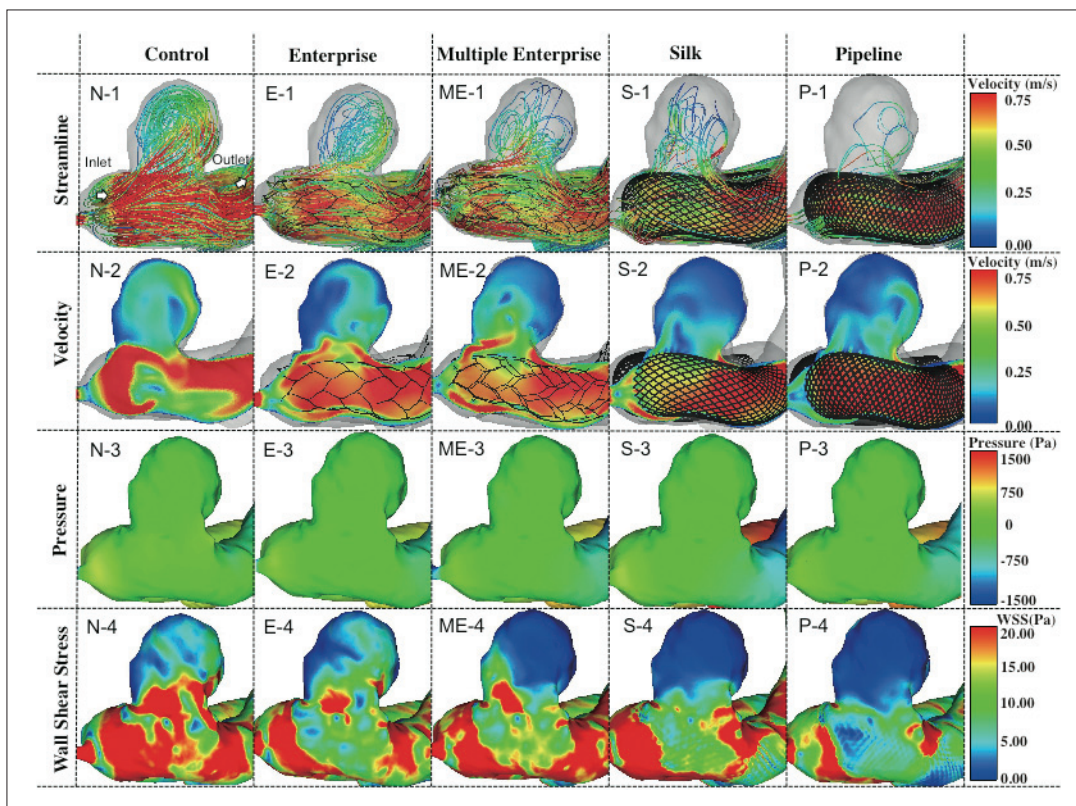 Control Enterprise Multiple Enterprise Silk Pipeline
Streamline
N-1 E-1 ME-1 S-1 P-1
Inlet
Outlet
Velocity (m/s)
0.75
0.50
0.25
0.00
Velocity
N-2 E-2 ME-2 S-2 P-2
Velocity (m/s)
0.75
0.50
0.25
0.00
Pressure
N-3 E-3 ME-3 S-3 P-3
Pressure (Pa)
1500
750
0
-750
-1500
Wall Shear Stress
N-4 E-4 ME-4 S-4 P-4
WSS(Pa)
20.00
15.00
10.00
5.00
0.00